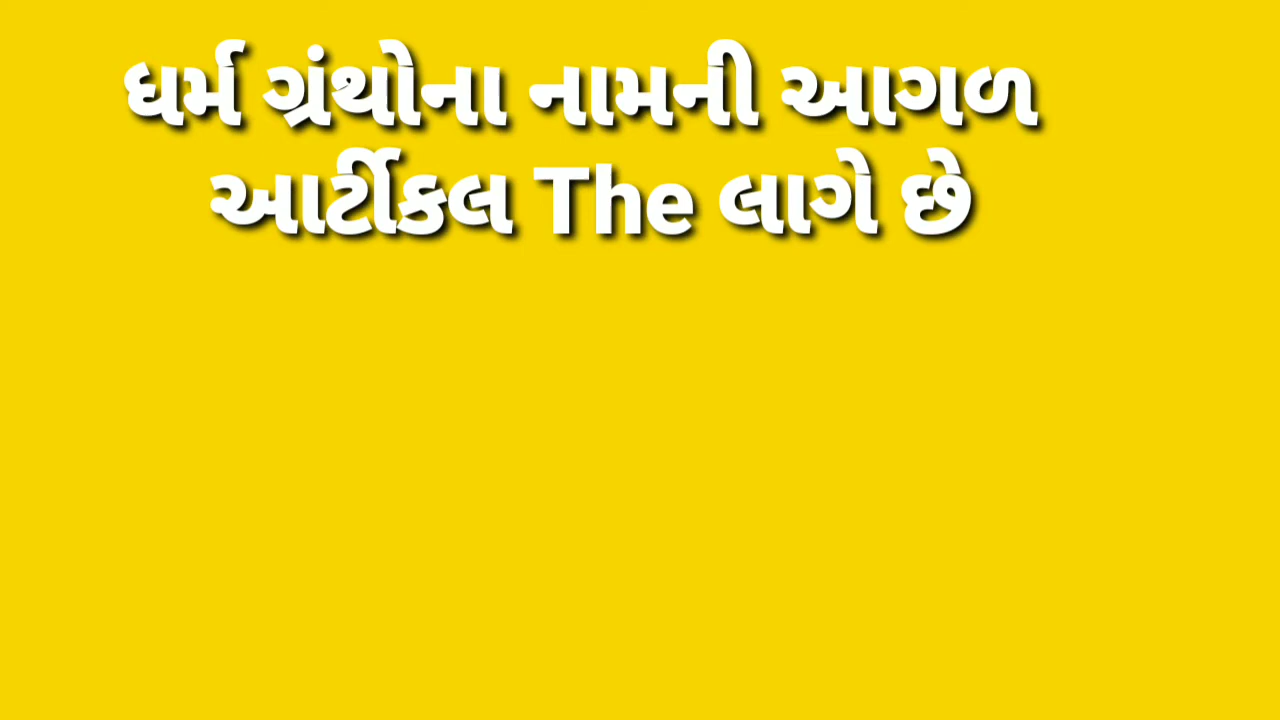 ધર્મ ગ્રંથોના નામની આગળ
આર્ટીકલ The લાગે છે